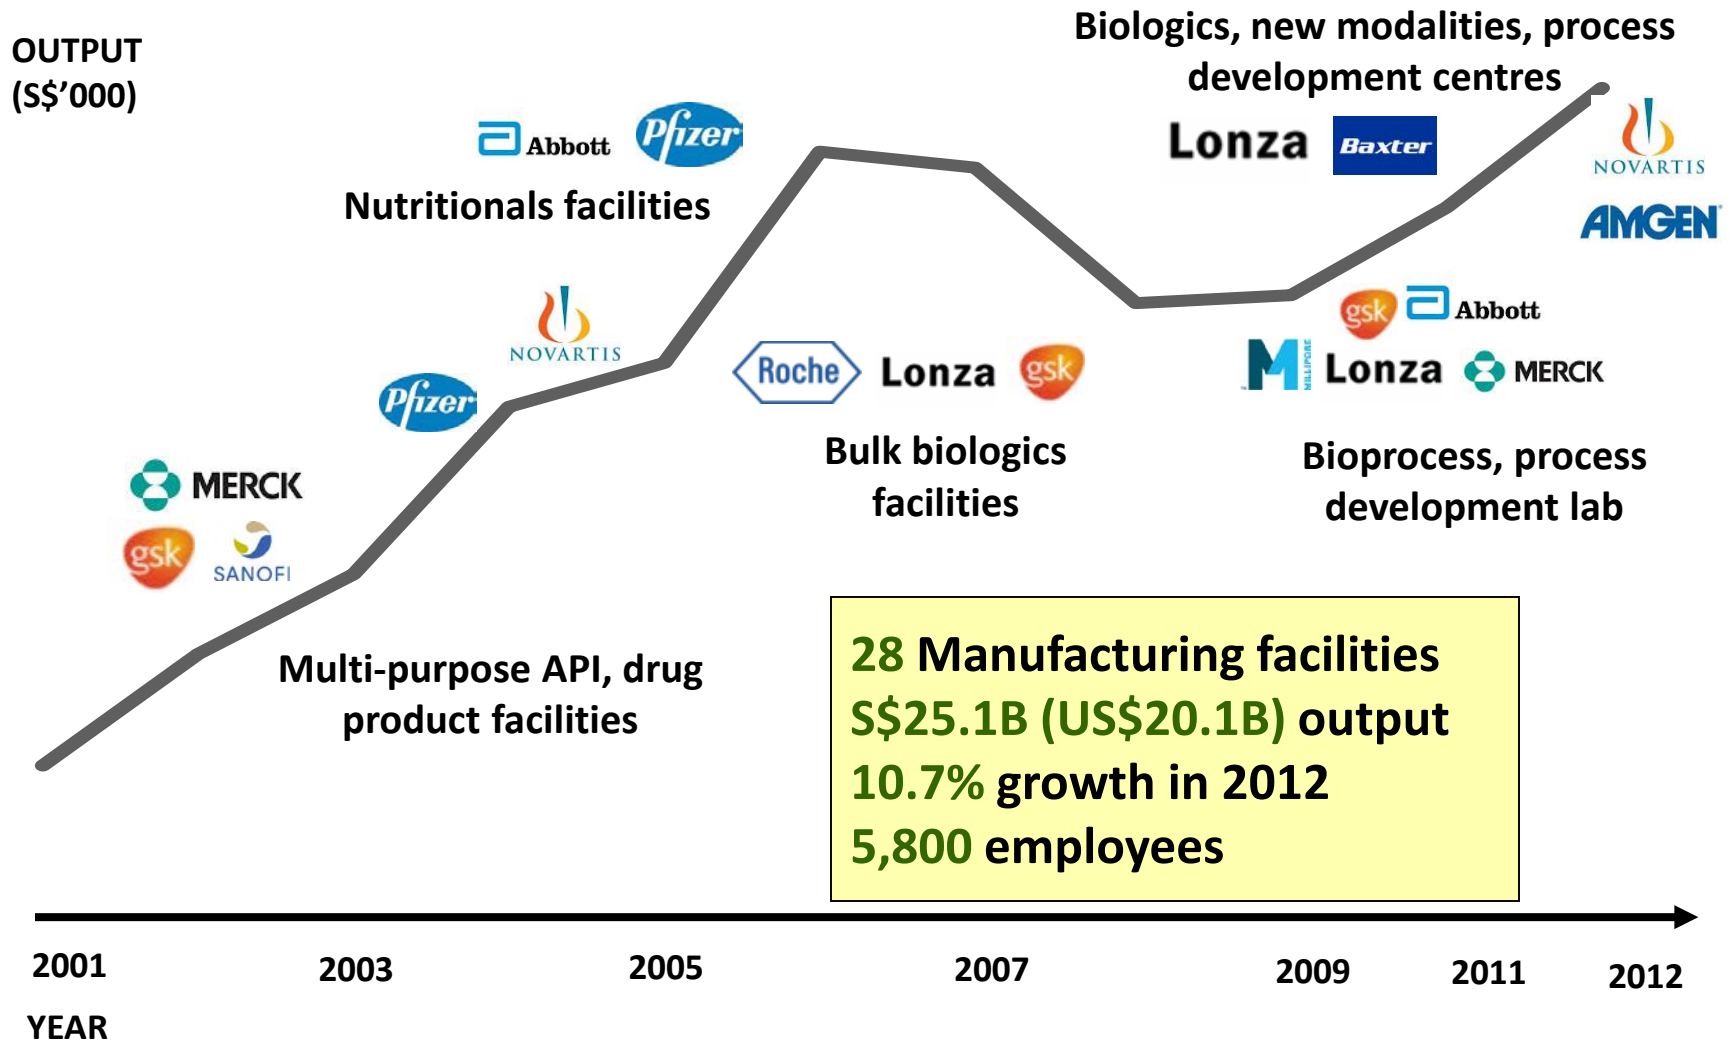 OUTPUT
(S$’000)
Biologics, new modalities, process
development centres
Abbott
Pfizer
Lonza
Baxter
NOVARTIS
AMGEN
Nutritionals facilities
NOVARTIS
Pfizer
gsk
Abbott
Roche
Lonza
gsk
MILLIPORE
Lonza
MERCK
MERCK
gsk
SANOFI
Bulk biologics
facilities
Bioprocess, process
development lab
Multi-purpose API, drug
product facilities
28 Manufacturing facilities
S$25.1B (US$20.1B) output
10.7% growth in 2012
5,800 employees
2001
2003
2005
2007
2009
2011
2012
YEAR